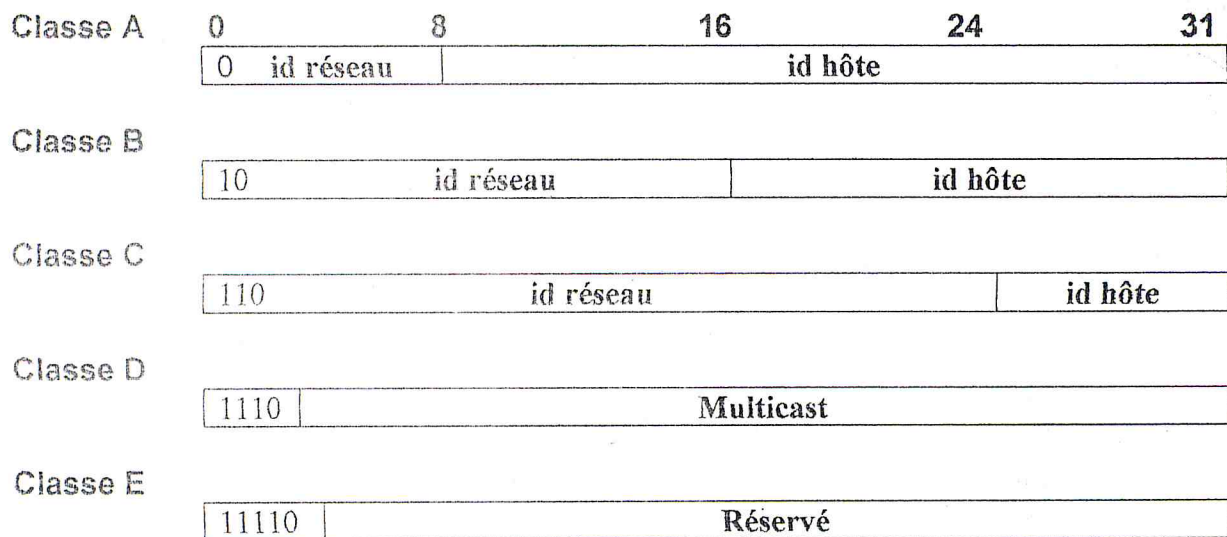 Classe A 0 8 16 24 31
0 id réseau id hôte
Classe B
10 id réseau id hôte
Classe C
110 id réseau id hôte
Classe D
1110 Multicast
Classe E
11110 Réservé